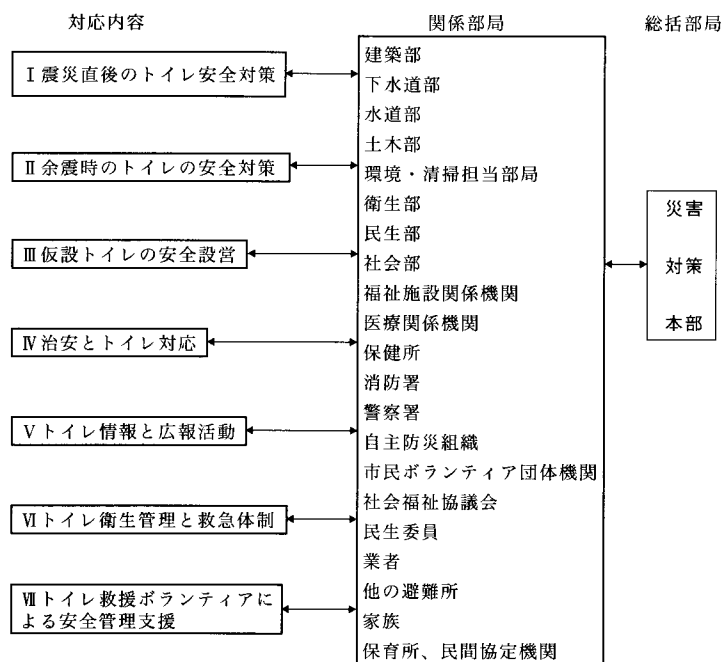 対応内容
Ⅰ震災直後のトイレ安全対策
Ⅱ余震時のトイレの安全対策
Ⅲ仮設トイレの安全設営
Ⅳ治安とトイレ対応
Ⅴトイレ情報と広報活動
Ⅵトイレ衛生管理と救急体制
Ⅶトイレ救援ボランティアに
よる安全管理支援
関係部局
建築部
下水道部
水道部
土木部
環境・清掃担当部局
衛生部
民生部
社会部
福祉施設関係機関
医療関係機関
保健所
消防署
警察署
自主防災組織
市民ボランティア団体機関
社会福祉協議会
民生委員
業者
他の避難所
家族
保育所、民間協定機関
総括部局
災害
対策
本部